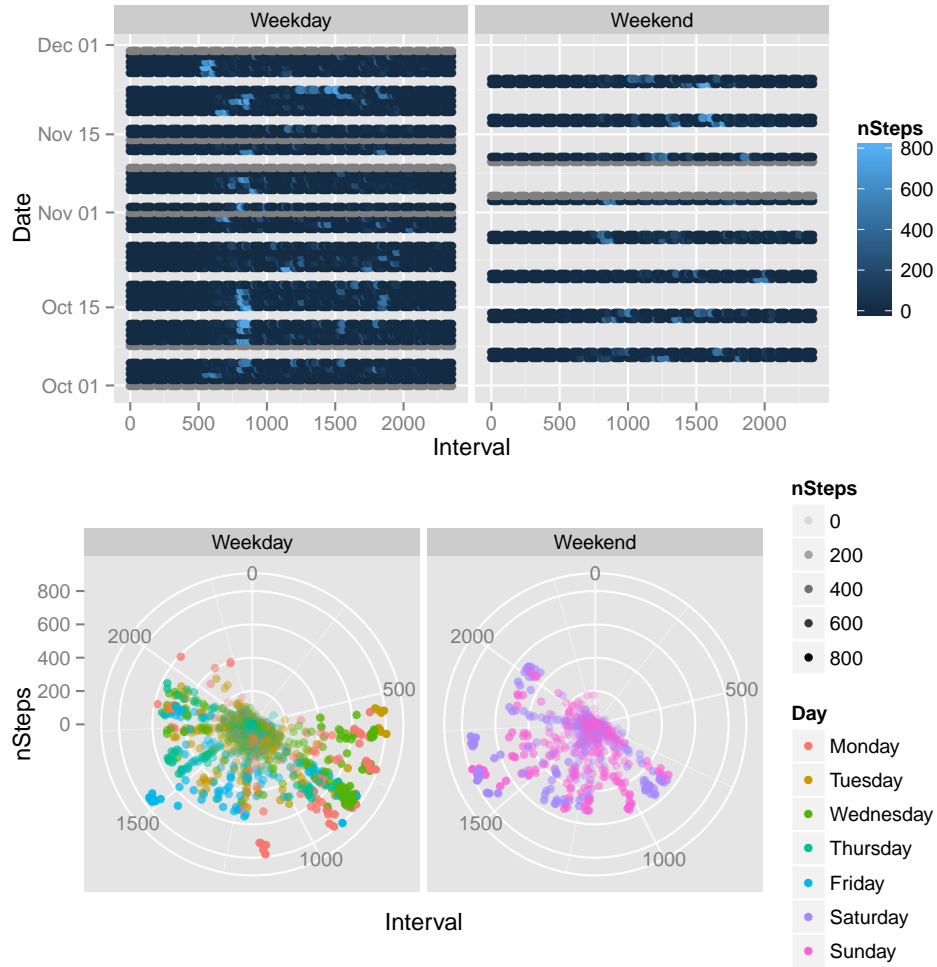 Weekday
Weekend
Dec 01
Nov 15
Nov 01
Oct 15
Oct 01
Date
0 500 1000 1500 2000
0 500 1000 1500 2000
Interval
nSteps
800
600
400
200
0
Weekday
Weekend
800
600
400
200
0
nSteps
0
500
1000
1500
2000
0
500
1000
1500
2000
Interval
nSteps
0
200
400
600
800
Day
Monday
Tuesday
Wednesday
Thursday
Friday
Saturday
Sunday